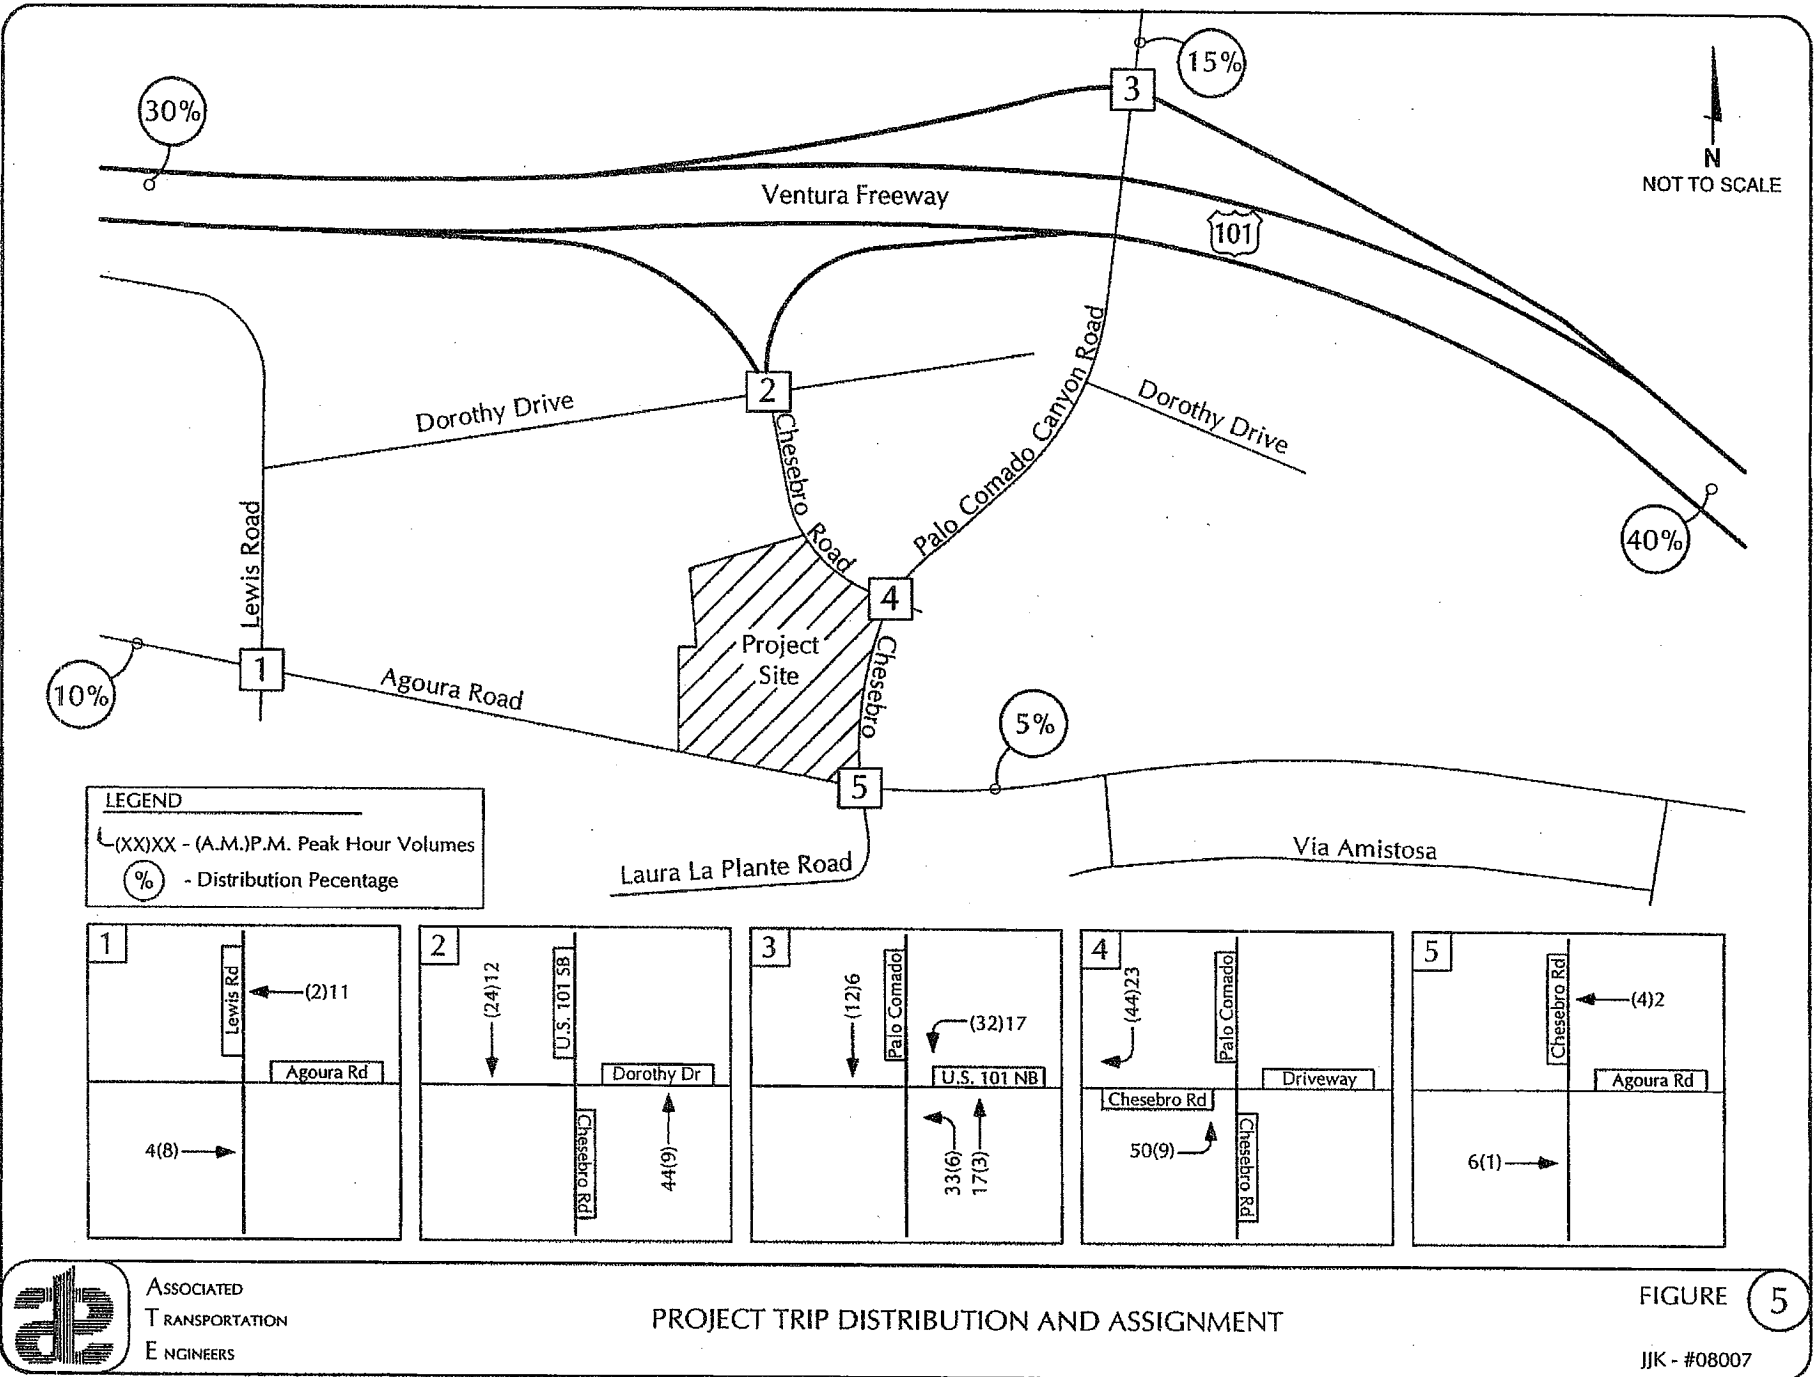 15%
3
30%
N
NOT TO SCALE
Ventura Freeway
101
2
Dorothy Drive
Dorothy Drive
Chesebro Road
Palo Comado Canyon Road
40%
Lewis Road
4
Project
Site
1
Agoura Road
10%
Chesebro
5%
5
LEGEND
(XX)XX - (A.M.)P.M. Peak Hour Volumes
% - Distribution Pecentage
Laura La Plante Road
Via Amistosa
1
Lewis Rd
(2)11
Agoura Rd
4(8)
2
(24)12
U.S. 101 SB
Dorothy Dr
Chesebro Rd
44(9)
3
(12)6
Palo Comado
(32)17
U.S. 101 NB
33(6)
17(3)
4
(44)23
Palo Comado
Driveway
Chesebro Rd
50(9)
Chesebro Rd
5
Chesebro Rd
(4)2
Agoura Rd
6(1)
ate
ASSOCIATED
TRANSPORTATION
ENGINEERS
PROJECT TRIP DISTRIBUTION AND ASSIGNMENT
FIGURE 5
JJK - #08007